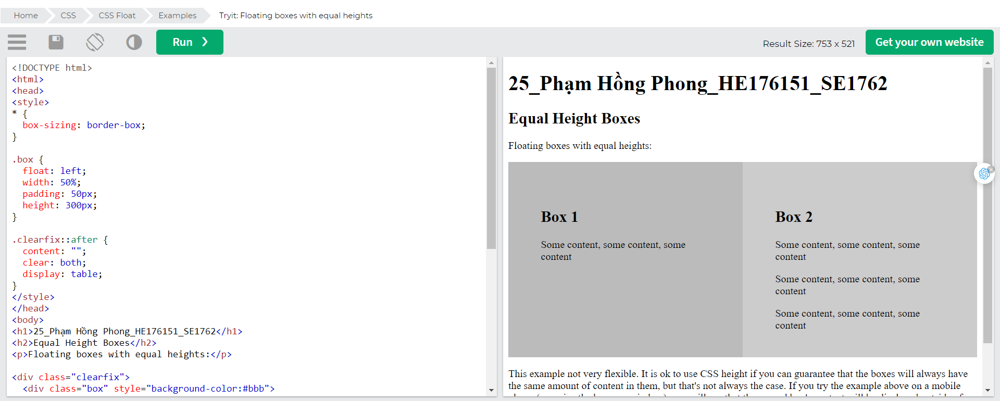 Home CSS CSS Float Examples Tryit: Floating boxes with equal heights
Run ❯ Result Size: 753 x 521 Get your own website
<!DOCTYPE html>
<html>
<head>
<style>
* {
  box-sizing: border-box;
}

.box {
  float: left;
  width: 50%;
  padding: 50px;
  height: 300px;
}

.clearfix::after {
  content: "";
  clear: both;
  display: table;
}
</style>
</head>
<body>
<h1>25_Phạm Hồng Phong_HE176151_SE1762</h1>
<h2>Equal Height Boxes</h2>
<p>Floating boxes with equal heights:</p>

<div class="clearfix">
  <div class="box" style="background-color:#bbb">
25_Phạm Hồng Phong_HE176151_SE1762
Equal Height Boxes
Floating boxes with equal heights:
Box 1
Some content, some content, some
content
Box 2
Some content, some content, some
content
Some content, some content, some
content
Some content, some content, some
content
This example not very flexible. It is ok to use CSS height if you can guarantee that the boxes will always have
the same amount of content in them, but that's not always the case. If you try the example above on a mobile